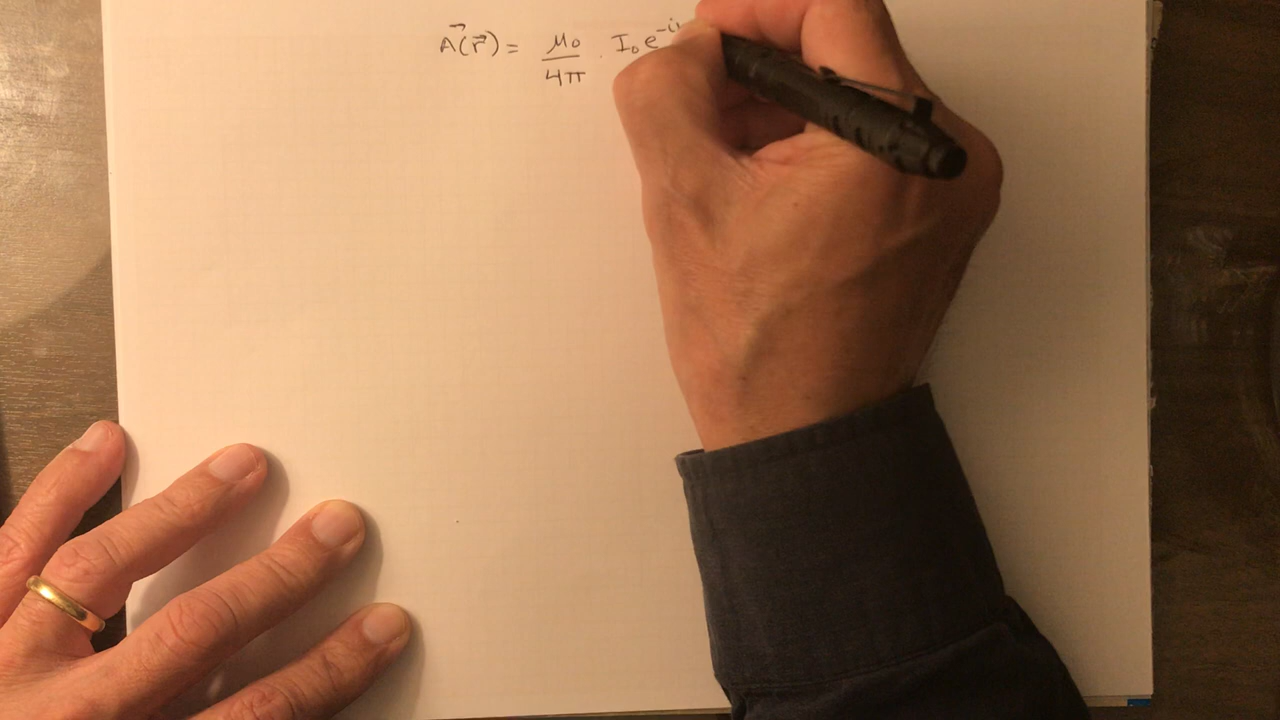 A⃗(r⃗) = μ₀/4π · I₀e^-i